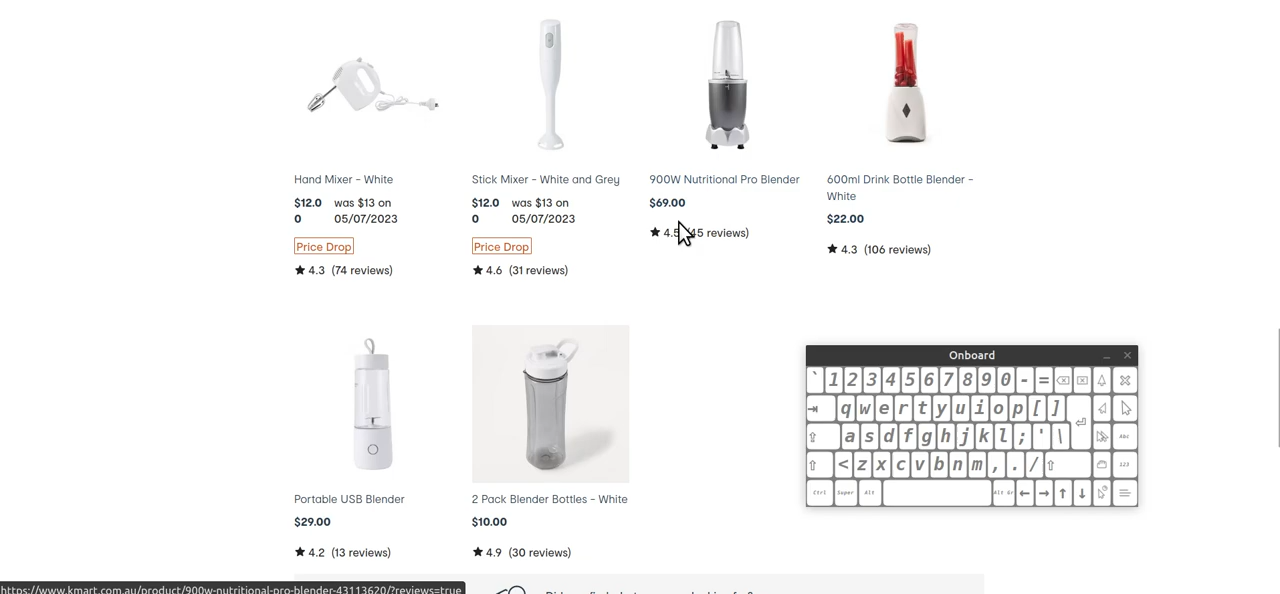 Hand Mixer - White
Stick Mixer - White and Grey
900W Nutritional Pro Blender
600ml Drink Bottle Blender - White
$12.00 was $13 on 05/07/2023
$12.00 was $13 on 05/07/2023
$69.00
$22.00
Price Drop
Price Drop
4.5 (45 reviews)
4.3 (106 reviews)
4.3 (74 reviews)
4.6 (31 reviews)
Portable USB Blender
2 Pack Blender Bottles - White
$29.00
$10.00
4.2 (13 reviews)
4.9 (30 reviews)
Onboard
` 1 2 3 4 5 6 7 8 9 0 - =
q w e r t y u i o p [ ]
a s d f g h j k l ; ' \ Abc
< z x c v b n m , . / 123
Ctrl Super Alt Alt Gr
https://www.kmart.com.au/product/900w-nutritional-pro-blender-43113620/?reviews=true